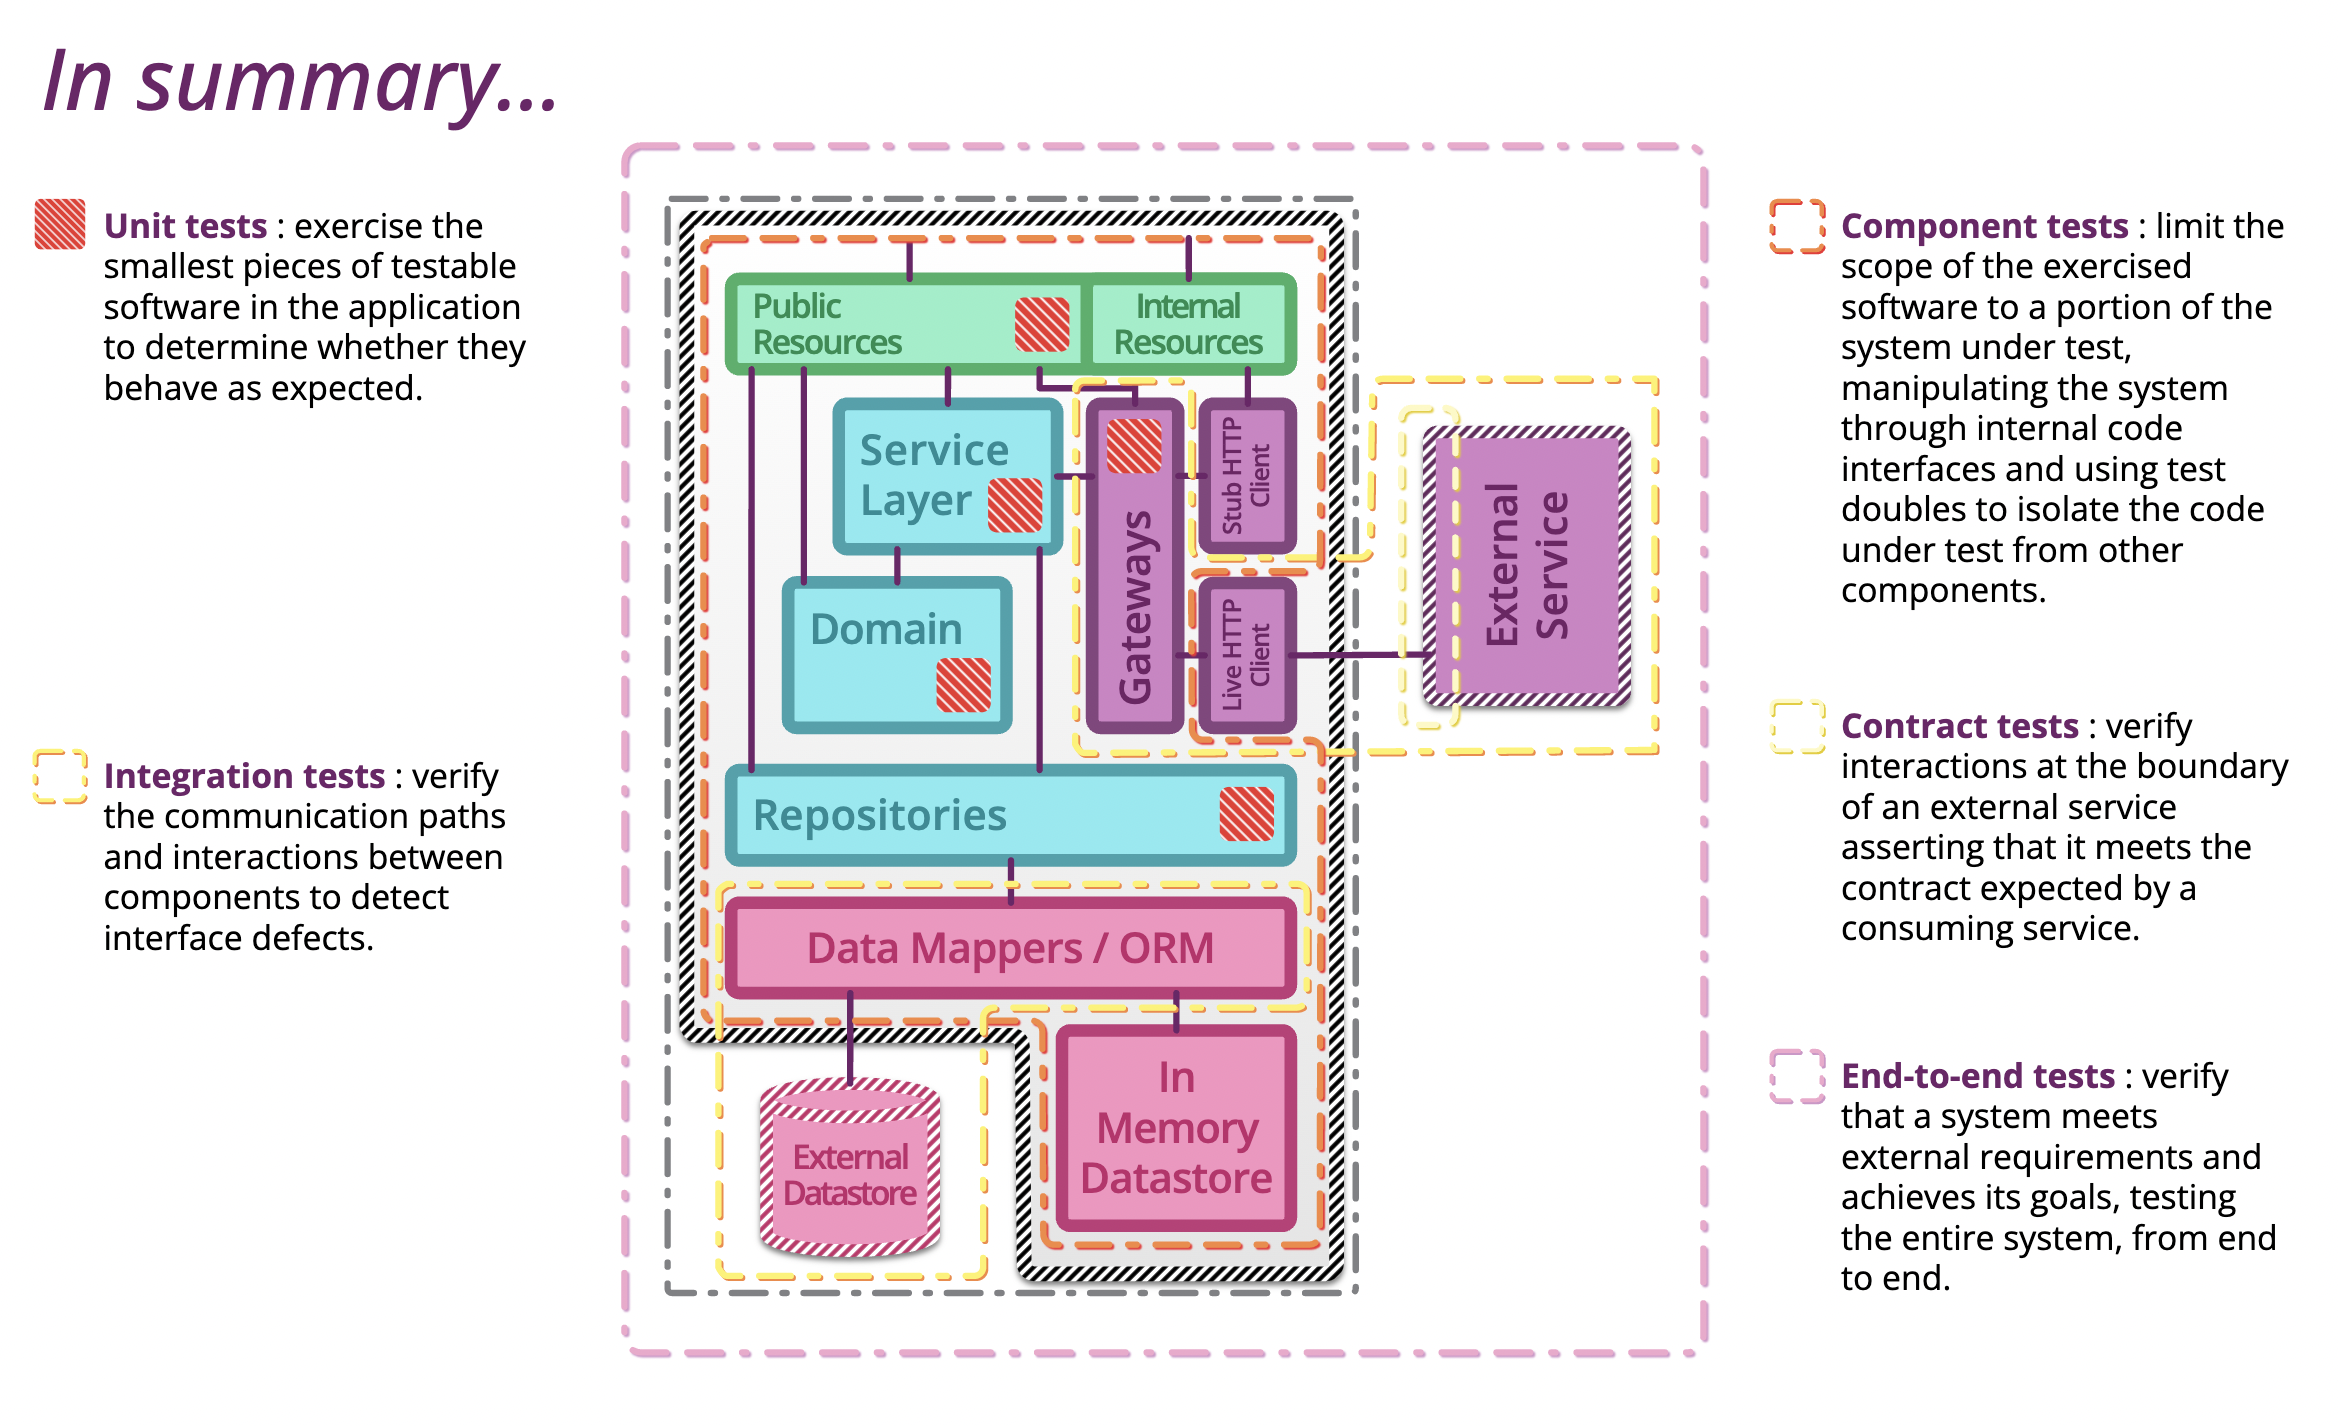 In summary...
Unit tests : exercise the
smallest pieces of testable
software in the application
to determine whether they
behave as expected.
Integration tests : verify
the communication paths
and interactions between
components to detect
interface defects.
Public
Resources
Internal
Resources
Service
Layer
Domain
Gateways
Stub HTTP
Client
Live HTTP
Client
External
Service
Repositories
Data Mappers / ORM
External
Datastore
In
Memory
Datastore
Component tests : limit the
scope of the exercised
software to a portion of the
system under test,
manipulating the system
through internal code
interfaces and using test
doubles to isolate the code
under test from other
components.
Contract tests : verify
interactions at the boundary
of an external service
asserting that it meets the
contract expected by a
consuming service.
End-to-end tests : verify
that a system meets
external requirements and
achieves its goals, testing
the entire system, from end
to end.